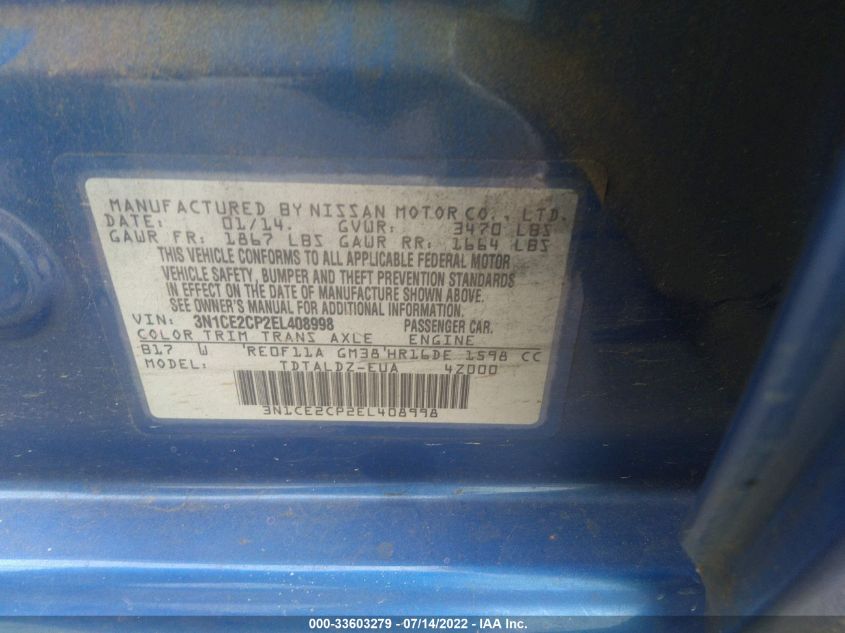 MANUFACTURED BY NISSAN MOTOR CO., LTD.
DATE: 01/14. GVWR: 3470 LBS
GAWR FR: 1867 LBS GAWR RR: 1664 LBS
THIS VEHICLE CONFORMS TO ALL APPLICABLE FEDERAL MOTOR
VEHICLE SAFETY, BUMPER AND THEFT PREVENTION STANDARDS
IN EFFECT ON THE DATE OF MANUFACTURE SHOWN ABOVE.
SEE OWNER'S MANUAL FOR ADDITIONAL INFORMATION.
VIN: 3N1CE2CP2EL408998 PASSENGER CAR.
COLOR TRIM TRANS AXLE ENGINE
B17 W RE0F11A GM38 HR16DE 1598 CC
MODEL: TDTALDZ-EUA 4Z000
3N1CE2CP2EL408998
000-33603279 - 07/14/2022 - IAA Inc.